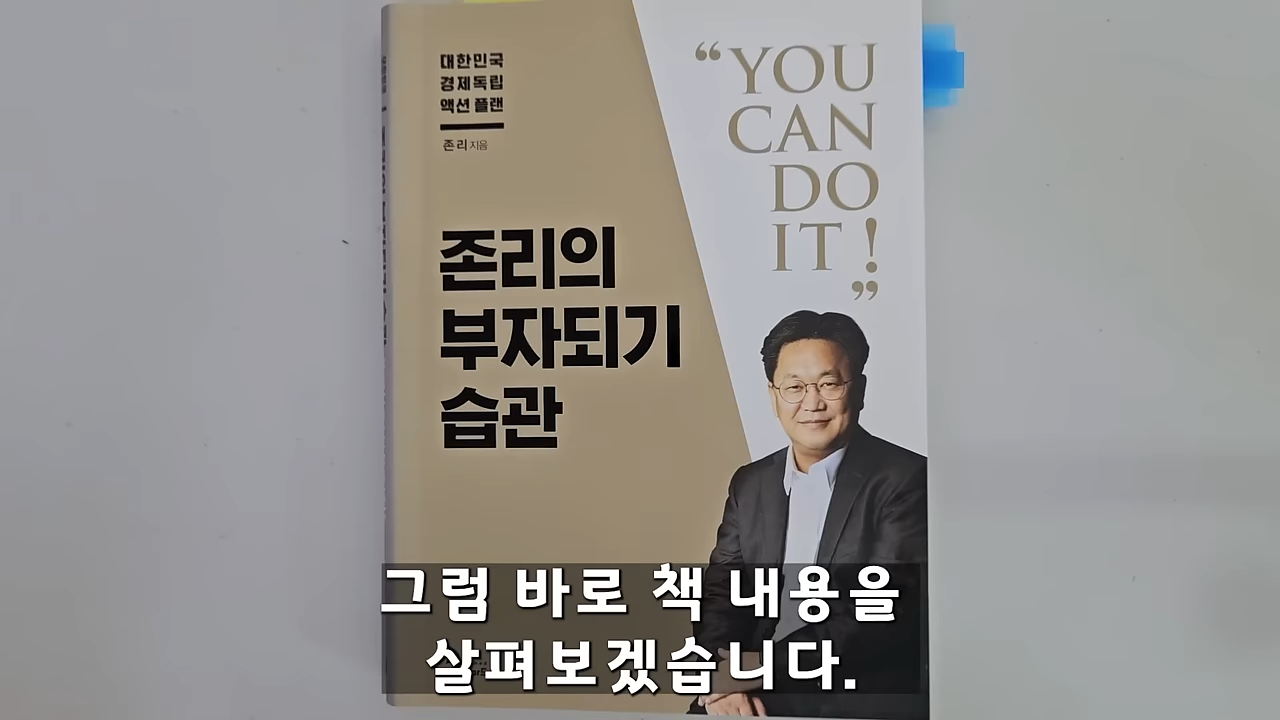 대한민국
경제독립
액션 플랜
존리 지음
존리의
부자되기
습관
“YOU
CAN
DO
IT!”
그럼 바로 책 내용을
살펴보겠습니다.